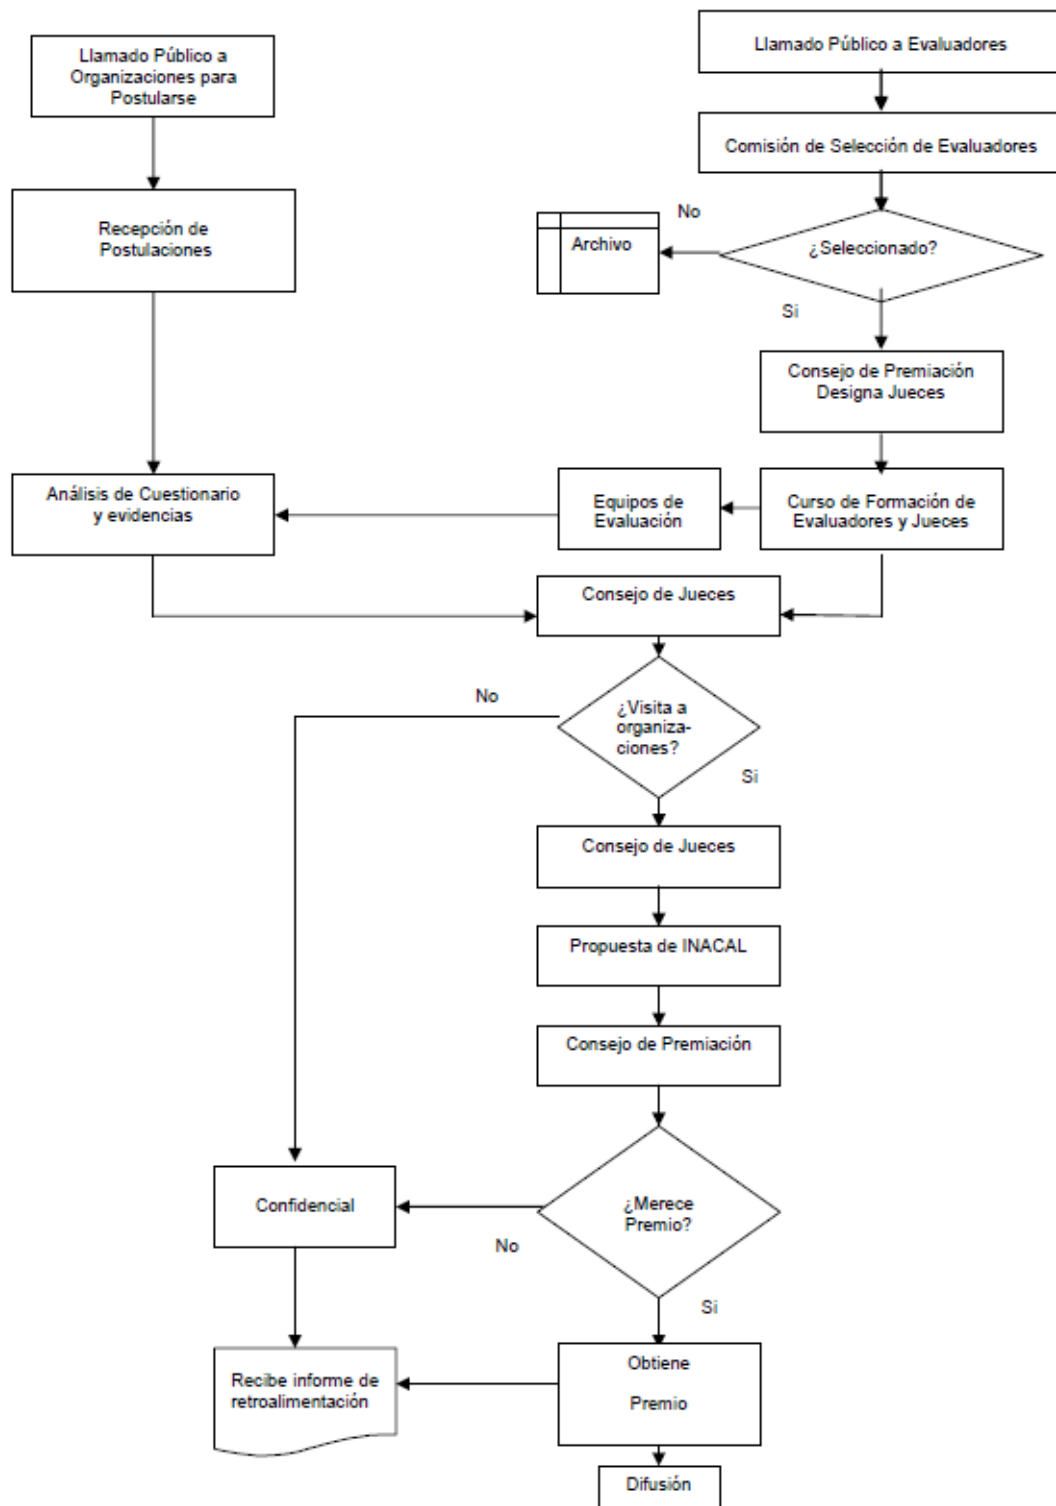 Llamado Público a
Organizaciones para
Postularse
Llamado Público a Evaluadores
Comisión de Selección de Evaluadores
Recepción de
Postulaciones
No
Archivo
¿Seleccionado?
Si
Consejo de Premiación
Designa Jueces
Análisis de Cuestionario
y evidencias
Equipos de
Evaluación
Curso de Formación de
Evaluadores y Jueces
Consejo de Jueces
No
¿Visita a
organiza-
ciones?
Si
Consejo de Jueces
Propuesta de INACAL
Consejo de Premiación
Confidencial
¿Merece
Premio?
No
Si
Recibe informe de
retroalimentación
Obtiene
Premio
Difusión